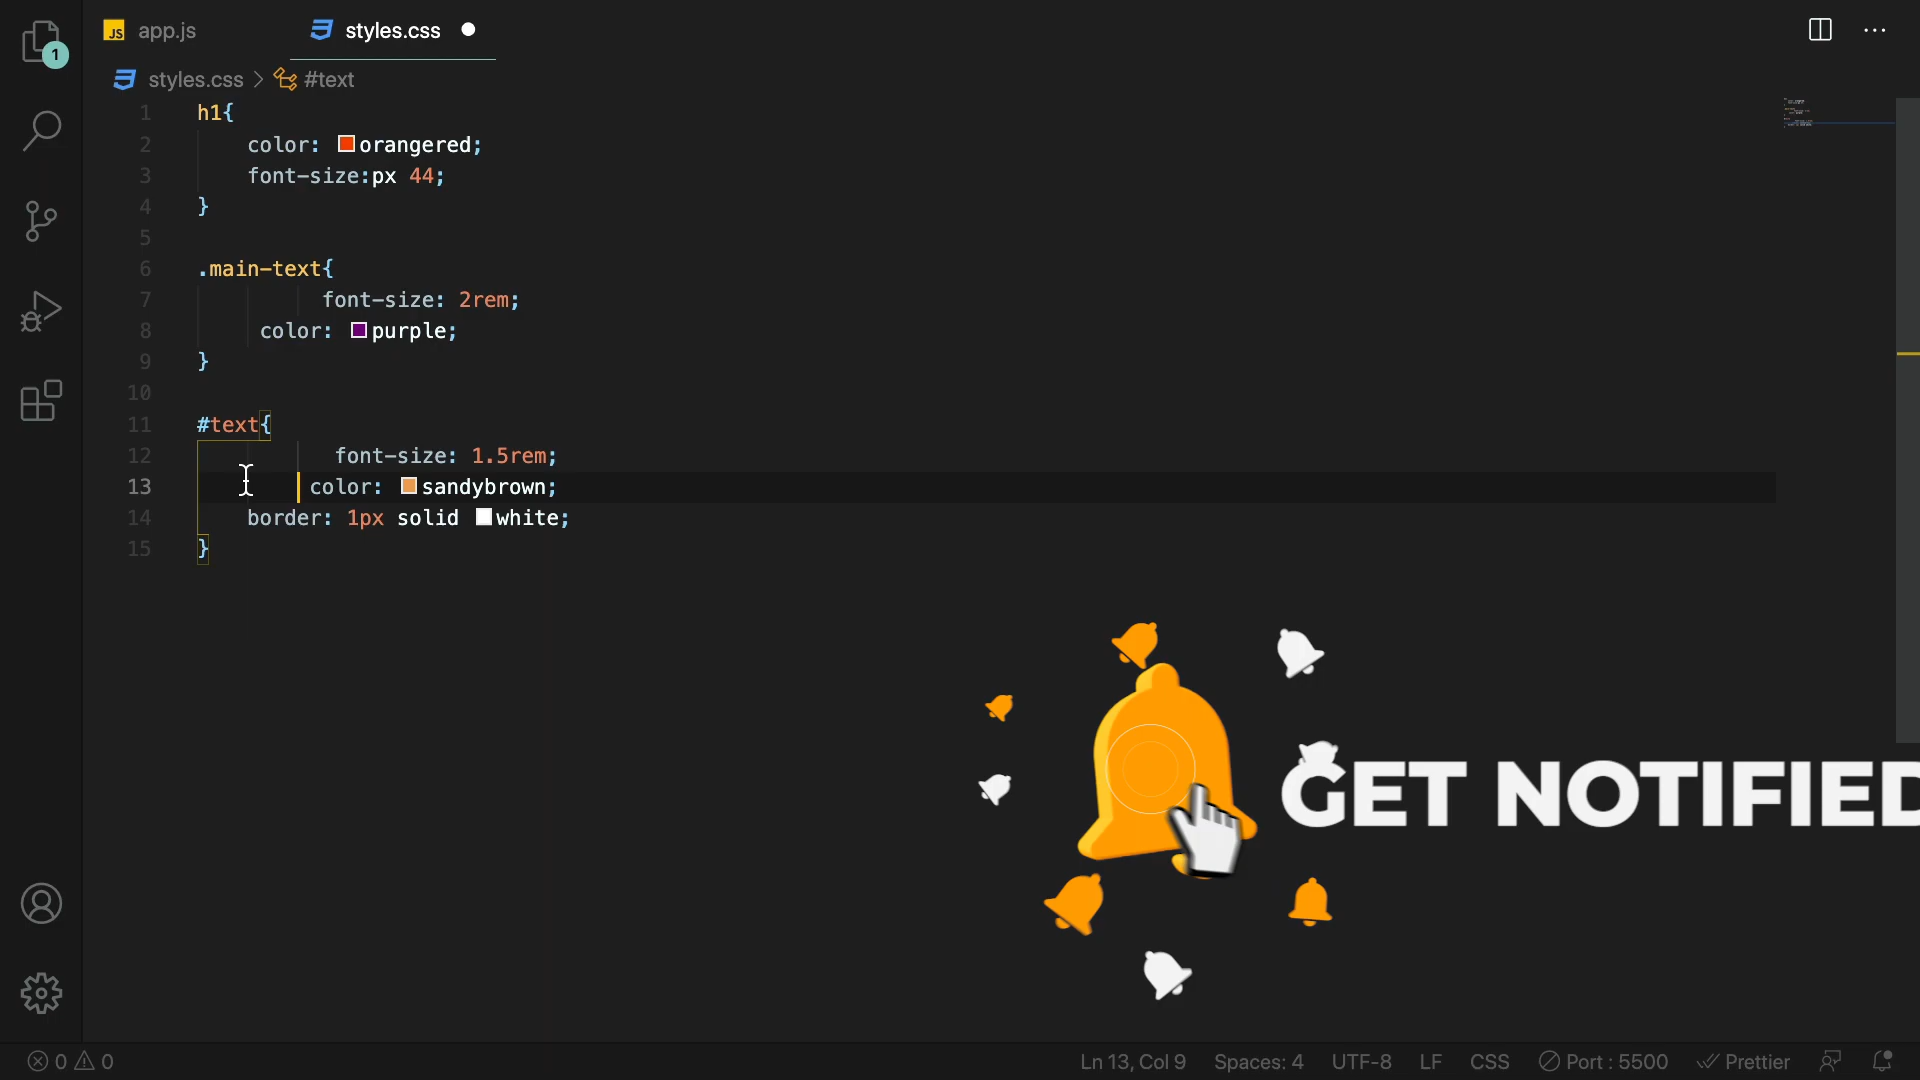 1
JS app.js
styles.css
styles.css > #text
1 h1{
2 color: orangered;
3 font-size:px 44;
4 }
5
6 .main-text{
7 font-size: 2rem;
8 color: purple;
9 }
10
11 #text{
12 font-size: 1.5rem;
13 color: sandybrown;
14 border: 1px solid white;
15 }
GET NOTIFIED
0 0 Ln 13, Col 9 Spaces: 4 UTF-8 LF CSS Port : 5500 Prettier